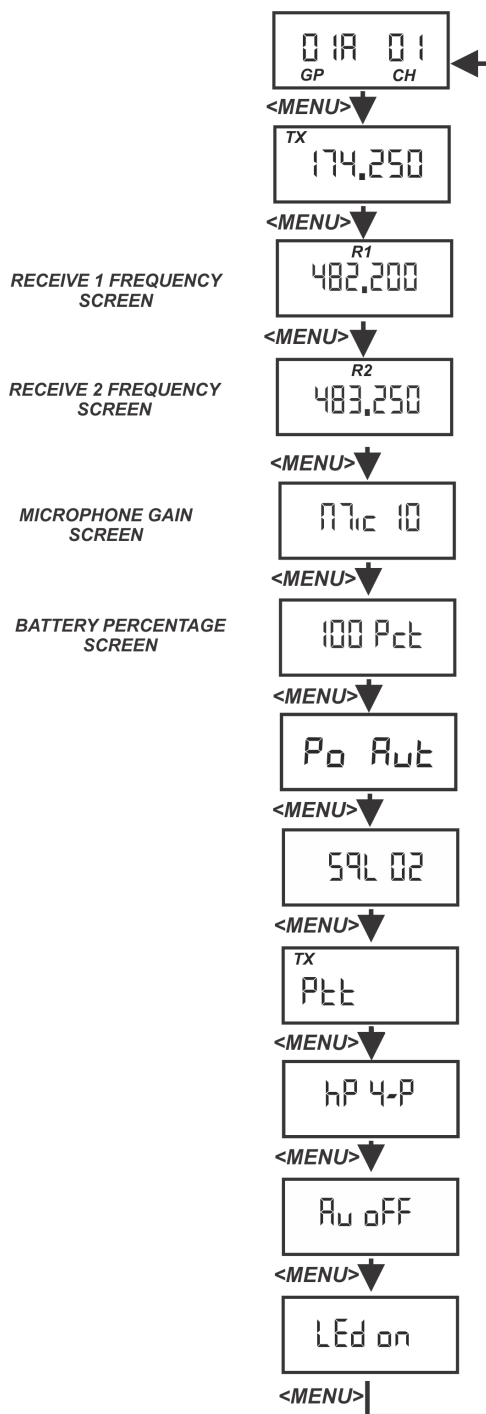 01A 01
GP CH
<MENU>
TX
174.250
<MENU>
R1
482.200
RECEIVE 1 FREQUENCY
SCREEN
<MENU>
R2
483.250
RECEIVE 2 FREQUENCY
SCREEN
<MENU>
Mic 10
MICROPHONE GAIN
SCREEN
<MENU>
100 Pct
BATTERY PERCENTAGE
SCREEN
<MENU>
Po Aut
<MENU>
SqL 02
<MENU>
TX
Ptt
<MENU>
hP 4-P
<MENU>
Au oFF
<MENU>
LEd on
<MENU>